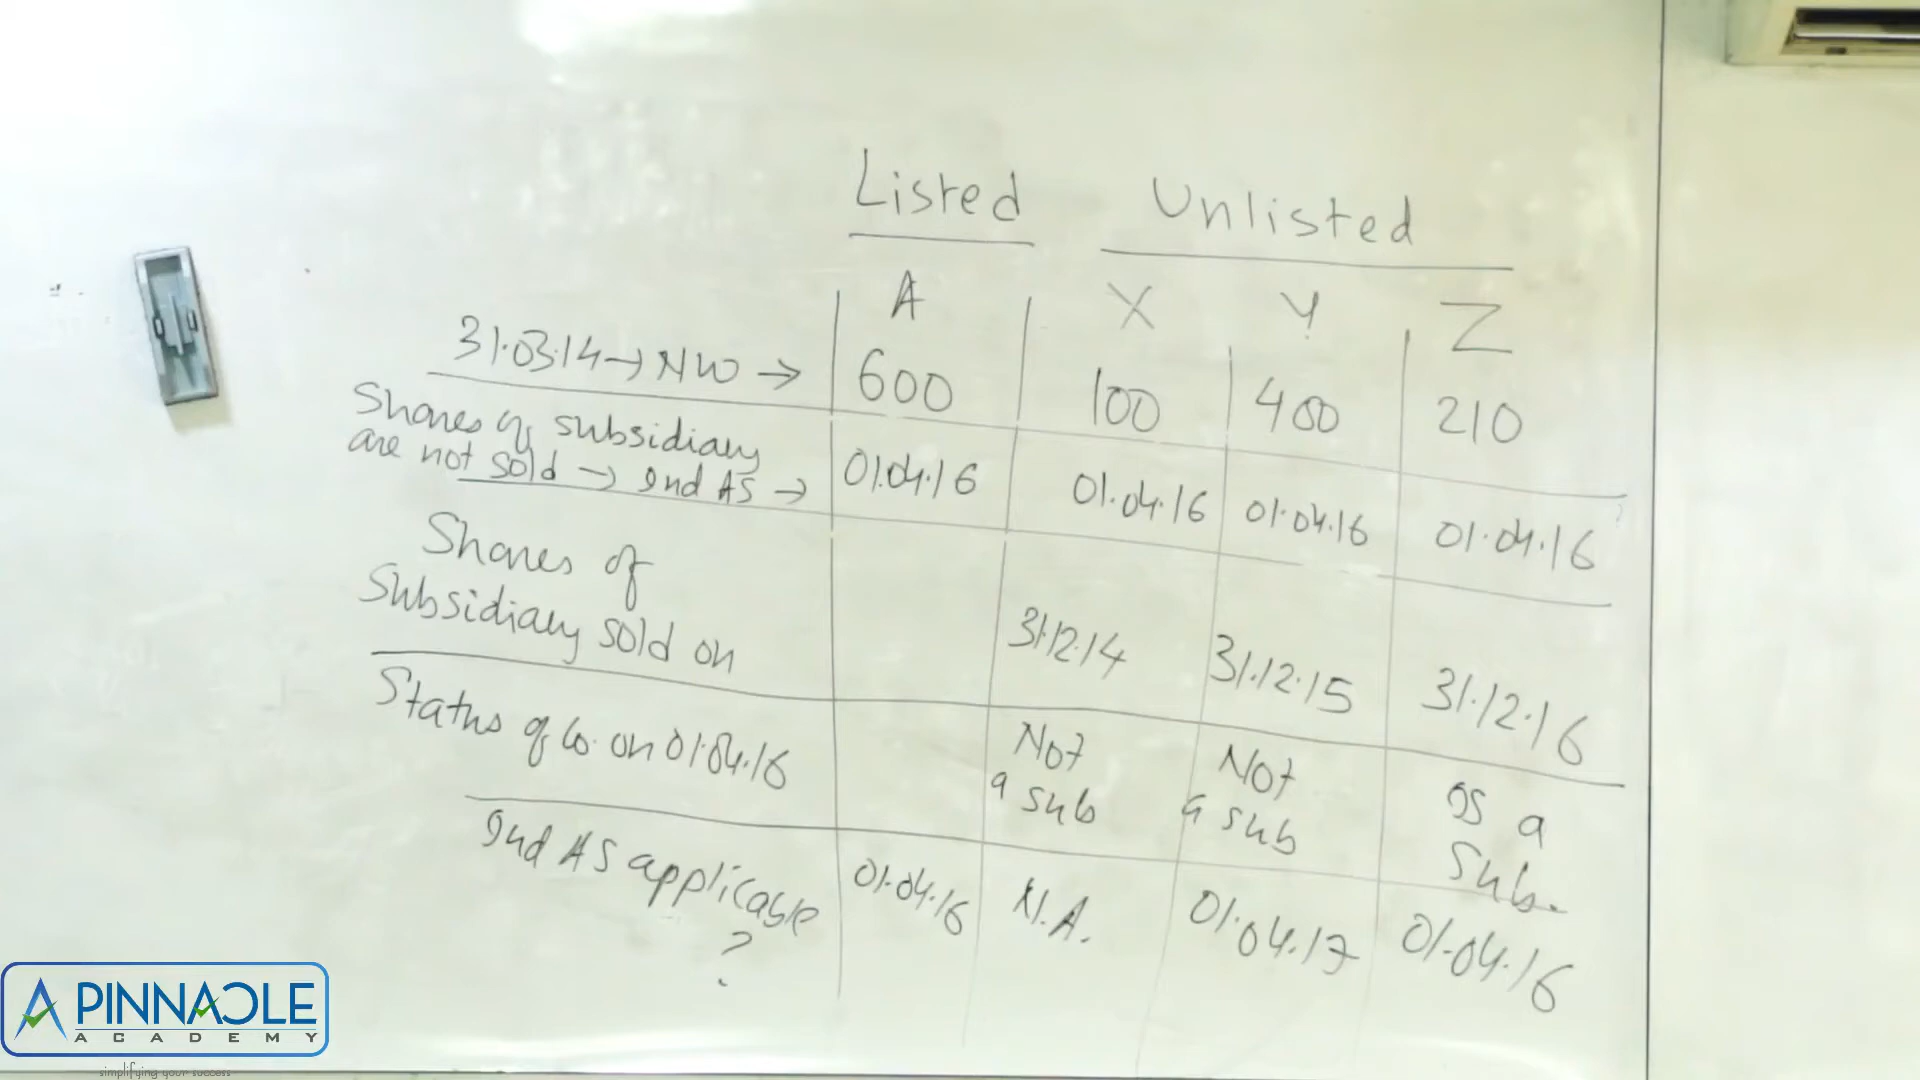 Listed Unlisted
A X Y Z
31.03.14 → NW → 600 100 400 210
Shares of subsidiary
are not sold → Ind AS → 01.04.16 01.04.16 01.04.16 01.04.16
Shares of
Subsidiary sold on 31.12.14 31.12.15 31.12.16
Status of Co. on 01.04.16 Not a sub Not a sub Is a Sub.
Ind AS applicable 01.04.16 N.A. 01.04.17 01.04.16
?
PINNACLE
ACADEMY
simplifying your success